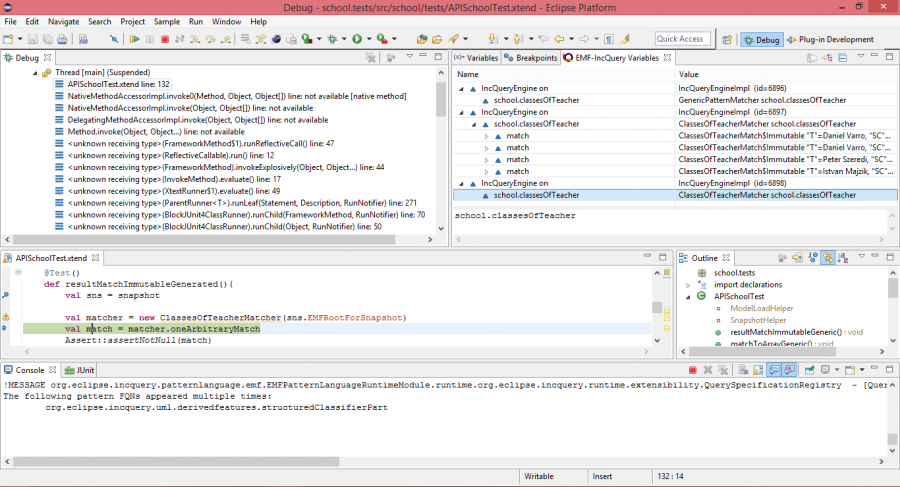 Debug - school.tests/src/school/tests/APISchoolTest.xtend - Eclipse Platform
File Edit Navigate Search Project Sample Run Window Help
Quick Access
Debug
Plug-in Development
Debug
Thread [main] (Suspended)
APISchoolTest.xtend line: 132
NativeMethodAccessorImpl.invoke0(Method, Object, Object[]) line: not available [native method]
NativeMethodAccessorImpl.invoke(Object, Object[]) line: not available
DelegatingMethodAccessorImpl.invoke(Object, Object[]) line: not available
Method.invoke(Object, Object...) line: not available
<unknown receiving type>(FrameworkMethod$1).runReflectiveCall() line: 47
<unknown receiving type>(ReflectiveCallable).run() line: 12
<unknown receiving type>(FrameworkMethod).invokeExplosively(Object, Object...) line: 44
<unknown receiving type>(InvokeMethod).evaluate() line: 17
<unknown receiving type>(XtextRunner$1).evaluate() line: 49
<unknown receiving type>(ParentRunner<T>).runLeaf(Statement, Description, RunNotifier) line: 271
<unknown receiving type>(BlockJUnit4ClassRunner).runChild(FrameworkMethod, RunNotifier) line: 70
<unknown receiving type>(BlockJUnit4ClassRunner).runChild(Object, RunNotifier) line: 50
(x)= Variables Breakpoints EMF-IncQuery Variables
Name Value
IncQueryEngine on IncQueryEngineImpl (id=6896)
school.classesOfTeacher GenericPatternMatcher school.classesOfTeacher
IncQueryEngine on IncQueryEngineImpl (id=6897)
school.classesOfTeacher ClassesOfTeacherMatcher school.classesOfTeacher
match ClassesOfTeacherMatch$Immutable "T"=Daniel Varro, "SC"...
match ClassesOfTeacherMatch$Immutable "T"=Daniel Varro, "SC"...
match ClassesOfTeacherMatch$Immutable "T"=Peter Szeredi, "SC"...
match ClassesOfTeacherMatch$Immutable "T"=Istvan Majzik, "SC"...
IncQueryEngine on IncQueryEngineImpl (id=6898)
school.classesOfTeacher ClassesOfTeacherMatcher school.classesOfTeacher
school.classesOfTeacher
APISchoolTest.xtend
@Test()
def resultMatchImmutableGenerated(){
val sns = snapshot
val matcher = new ClassesOfTeacherMatcher(sns.EMFRootForSnapshot)
val match = matcher.oneArbitraryMatch
Assert::assertNotNull(match)
Outline
school.tests
import declarations
APISchoolTest
ModelLoadHelper
SnapshotHelper
resultMatchImmutableGeneric() : void
matchToArrayGeneric() : void
Console JUnit
!MESSAGE org.eclipse.incquery.patternlanguage.emf.EMFPatternLanguageRuntimeModule.runtime.org.eclipse.incquery.runtime.extensibility.QuerySpecificationRegistry - [Que
The following pattern FQNs appeared multiple times:
org.eclipse.incquery.uml.derivedfeatures.structuredClassifierPart
Writable Insert 132 : 14